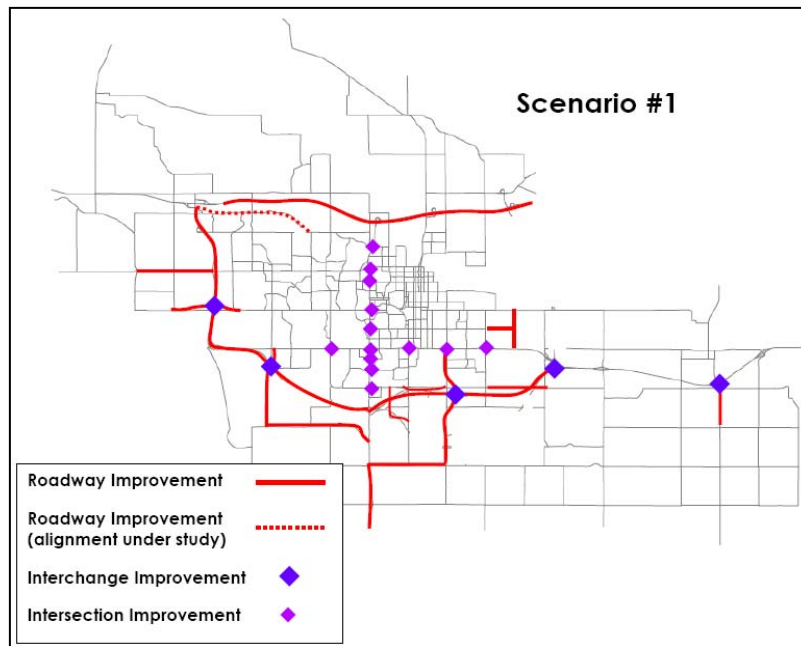 Scenario #1
Roadway Improvement
Roadway Improvement
(alignment under study)
Interchange Improvement
Intersection Improvement